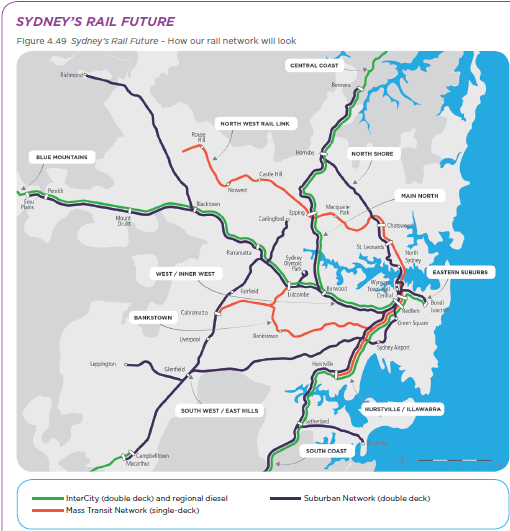 SYDNEY'S RAIL FUTURE
Figure 4.49 Sydney's Rail Future – How our rail network will look
CENTRAL COAST
Richmond
Berowra
Rouse
Hill
NORTH WEST RAIL LINK
BLUE MOUNTAINS
Hornsby
NORTH SHORE
Castle Hill
Norwest
Penrith
Emu
Plains
MAIN NORTH
Blacktown
Epping
Macquarie
Park
Mount
Druitt
Carlingford
Chatswood
St. Leonards
Parramatta
Sydney
Olympic
Park
North
Sydney
WEST / INNER WEST
EASTERN SUBURBS
Wynyard
Town Hall
Central
Fairfield
Lidcombe
Burwood
Bondi
Junction
Redfern
Cabramatta
BANKSTOWN
Green Square
Bankstown
Liverpool
Sydney Airport
Leppington
Glenfield
Hurstville
SOUTH WEST / EAST HILLS
HURSTVILLE / ILLAWARRA
Sutherland
Campbelltown
Macarthur
SOUTH COAST
InterCity (double deck) and regional diesel
Suburban Network (double deck)
Mass Transit Network (single-deck)